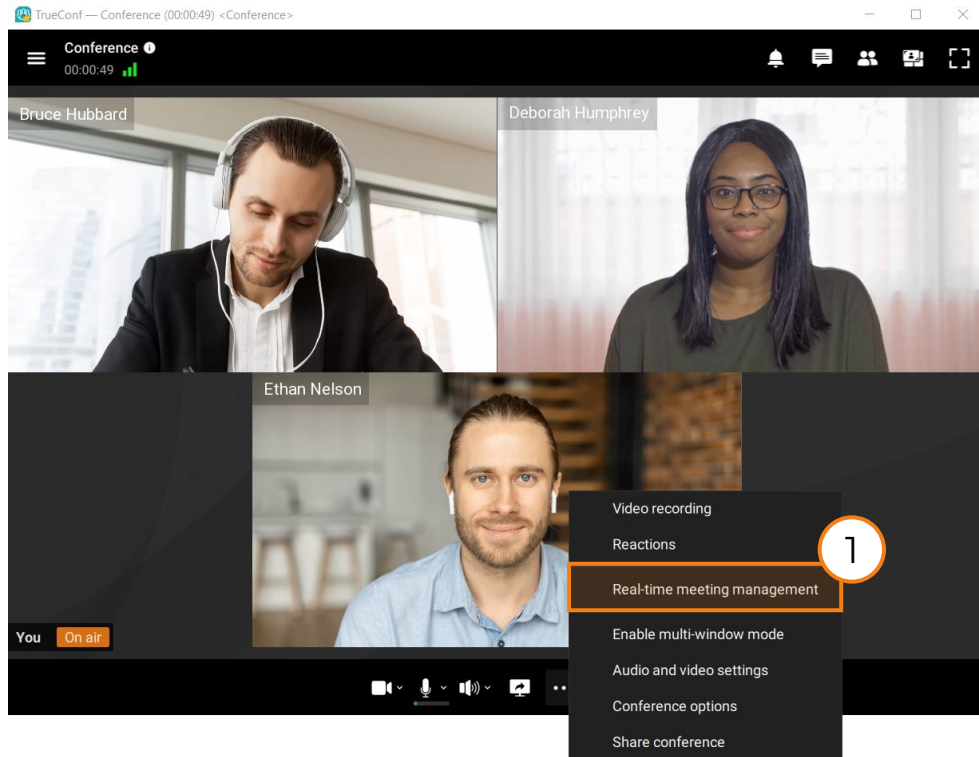 TrueConf — Conference (00:00:49) <Conference>
Conference
00:00:49
Bruce Hubbard
Deborah Humphrey
Ethan Nelson
Video recording
Reactions
1
Real-time meeting management
Enable multi-window mode
You On air
Audio and video settings
Conference options
Share conference